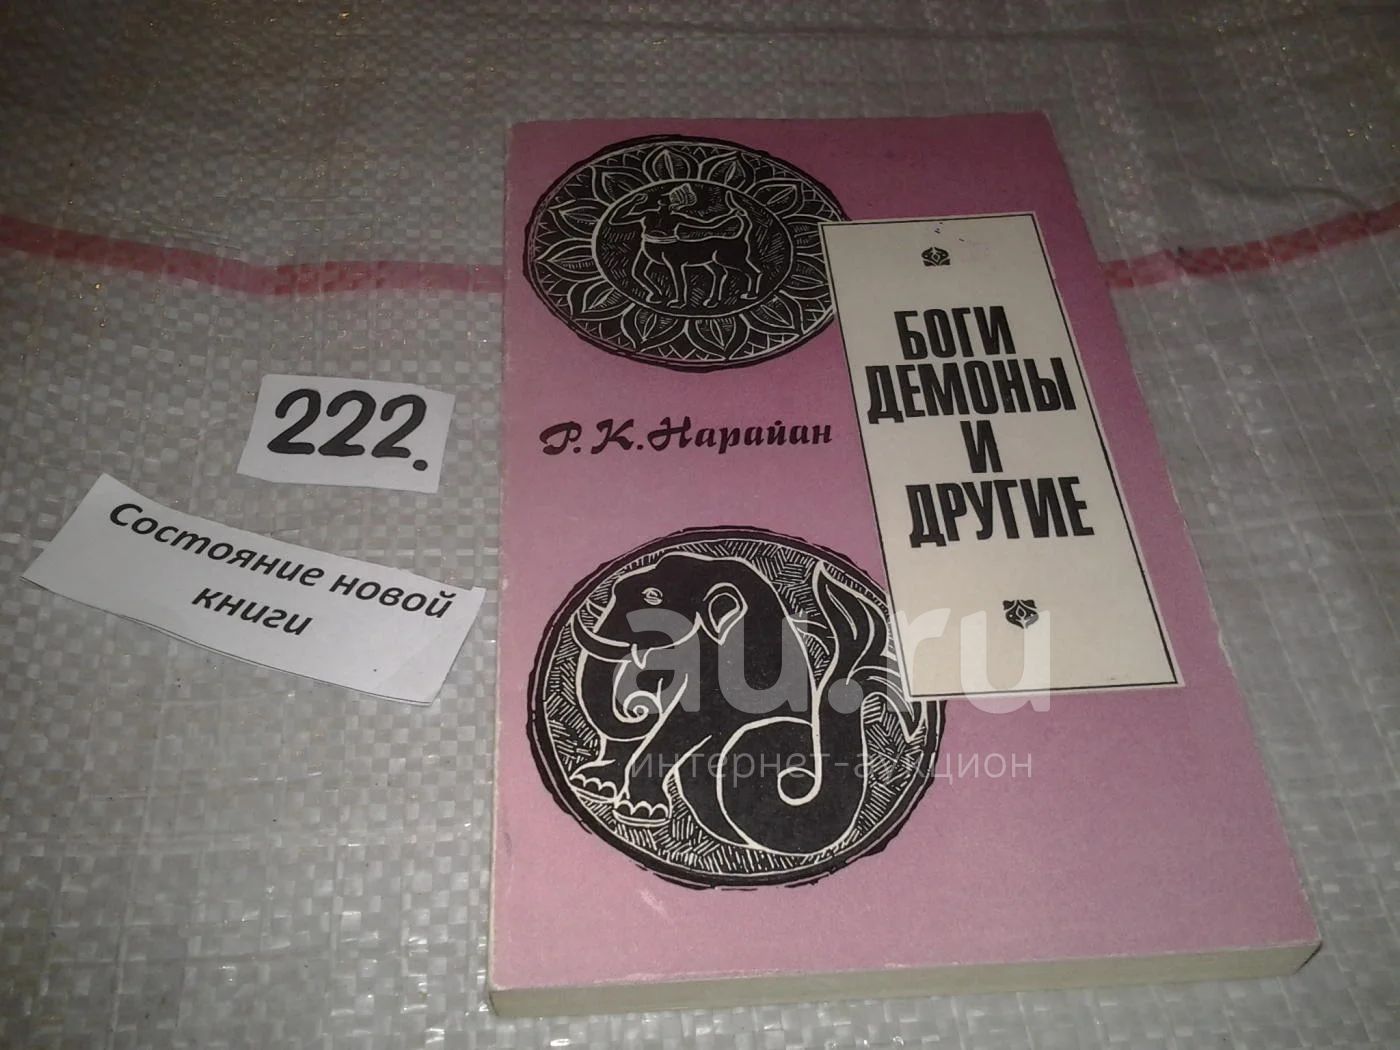 БОГИ
ДЕМОНЫ
И
ДРУГИЕ
Р. К. Нарайан
222.
Состояние новой
книги
au.ru
интернет-аукцион